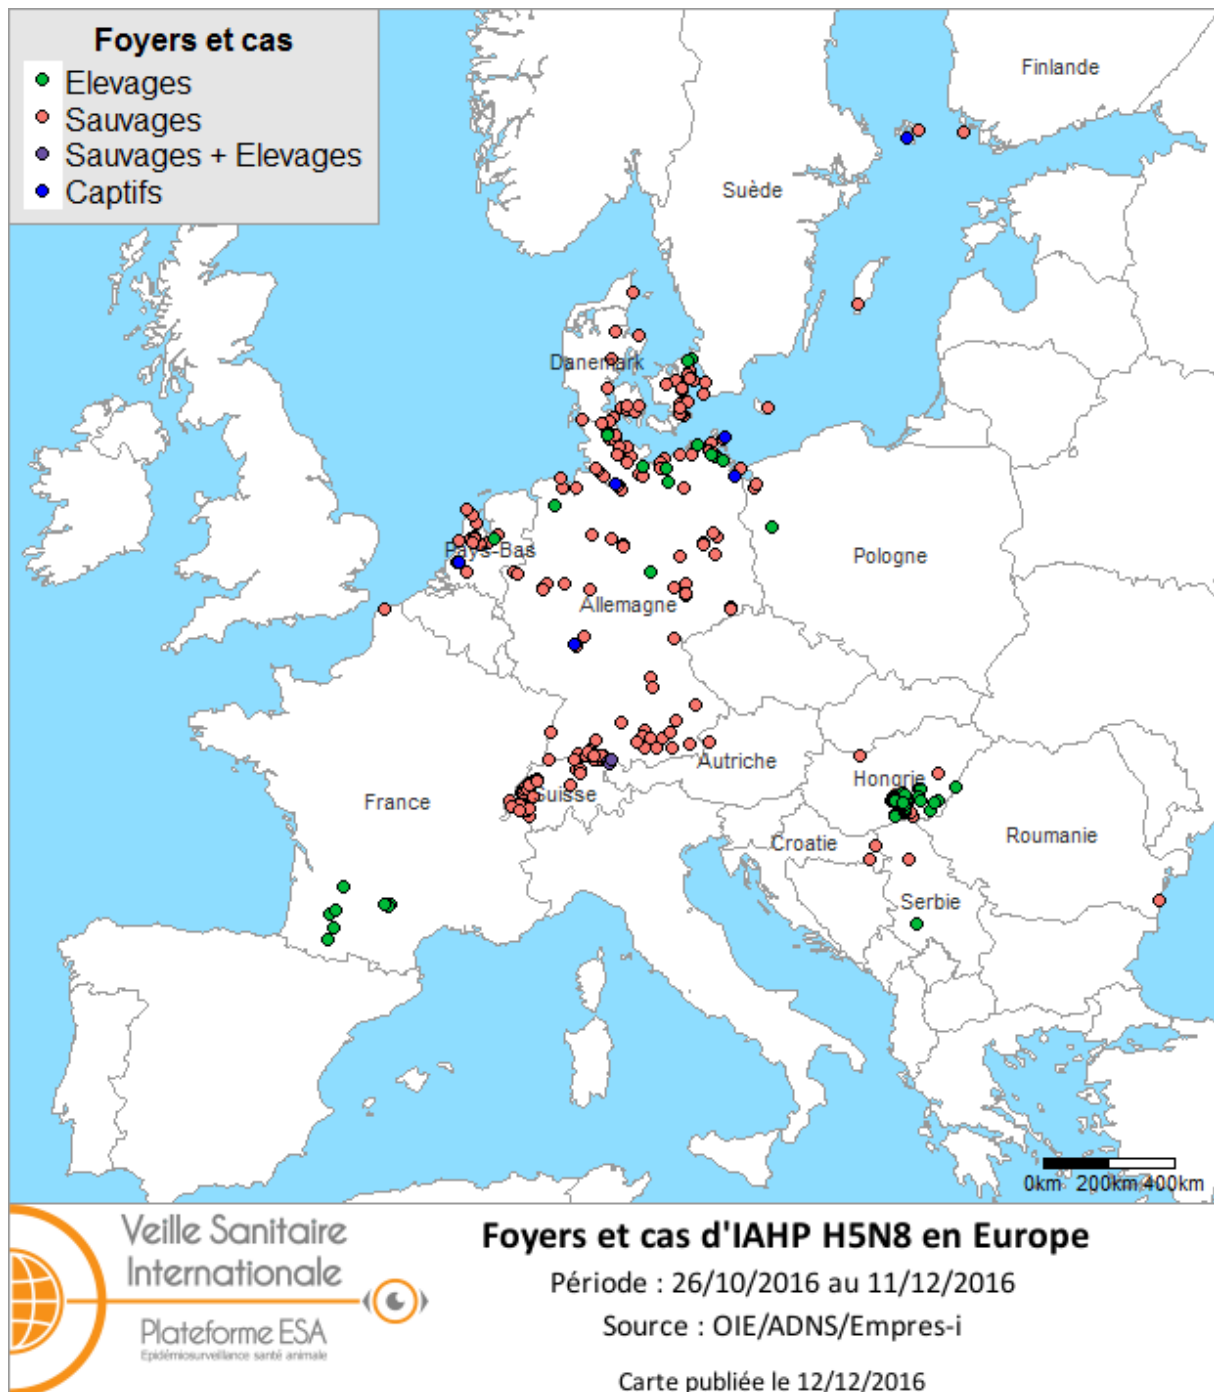 Foyers et cas
Elevages
Sauvages
Sauvages + Elevages
Captifs
Finlande
Suède
Danemark
Pays-Bas
Pologne
Allemagne
Autriche
Hongrie
France
Suisse
Croatie
Roumanie
Serbie
0km 200km 400km
Veille Sanitaire
Internationale
Plateforme ESA
Epidémiosurveillance santé animale
Foyers et cas d'IAHP H5N8 en Europe
Période : 26/10/2016 au 11/12/2016
Source : OIE/ADNS/Empres-i
Carte publiée le 12/12/2016